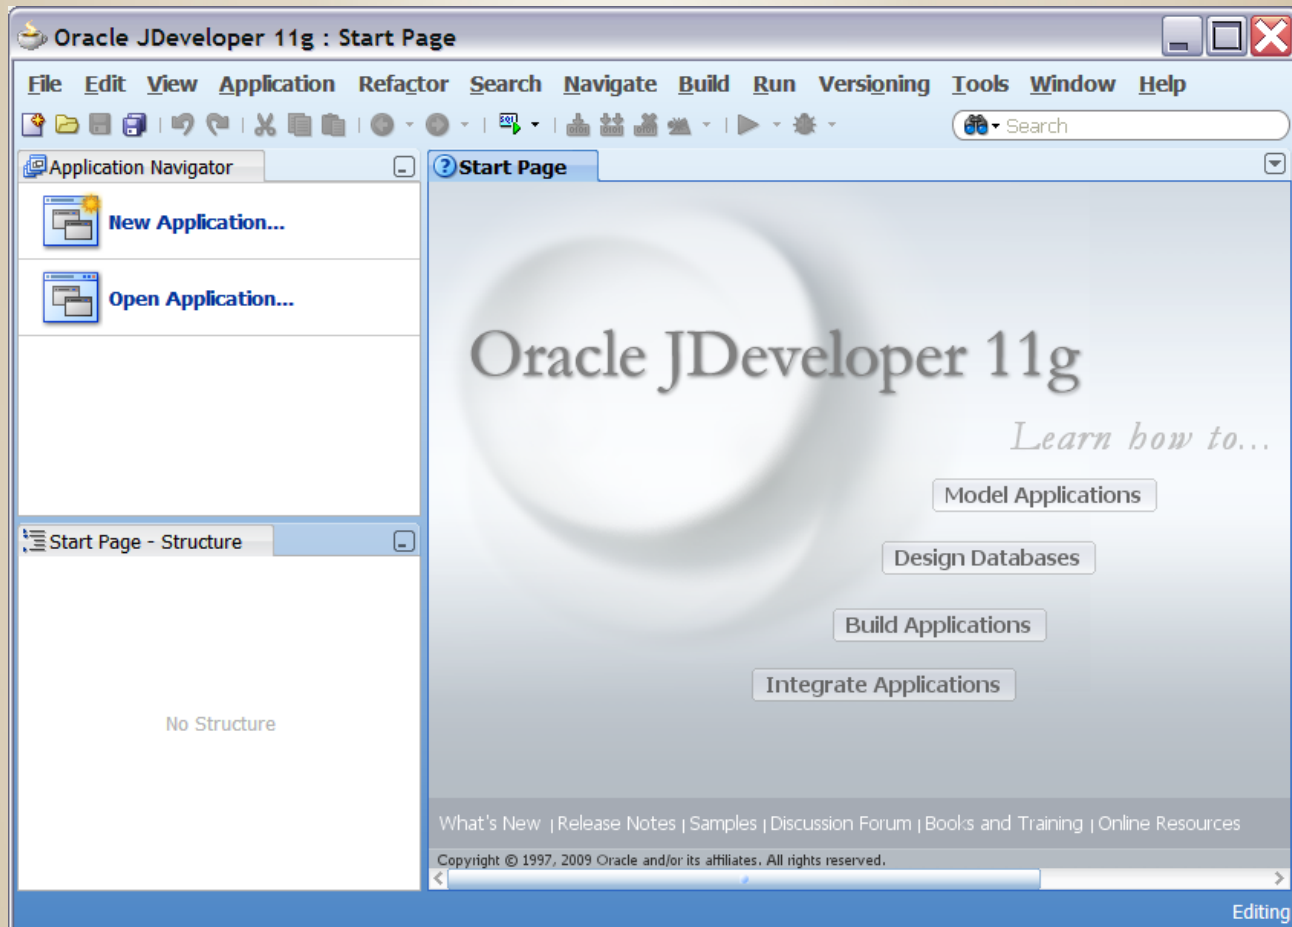 Oracle JDeveloper 11g : Start Page
File Edit View Application Refactor Search Navigate Build Run Versioning Tools Window Help
Search
Application Navigator
New Application...
Open Application...
Start Page - Structure
No Structure
Start Page
Oracle JDeveloper 11g
Learn how to...
Model Applications
Design Databases
Build Applications
Integrate Applications
What's New | Release Notes | Samples | Discussion Forum | Books and Training | Online Resources
Copyright © 1997, 2009 Oracle and/or its affiliates. All rights reserved.
Editing